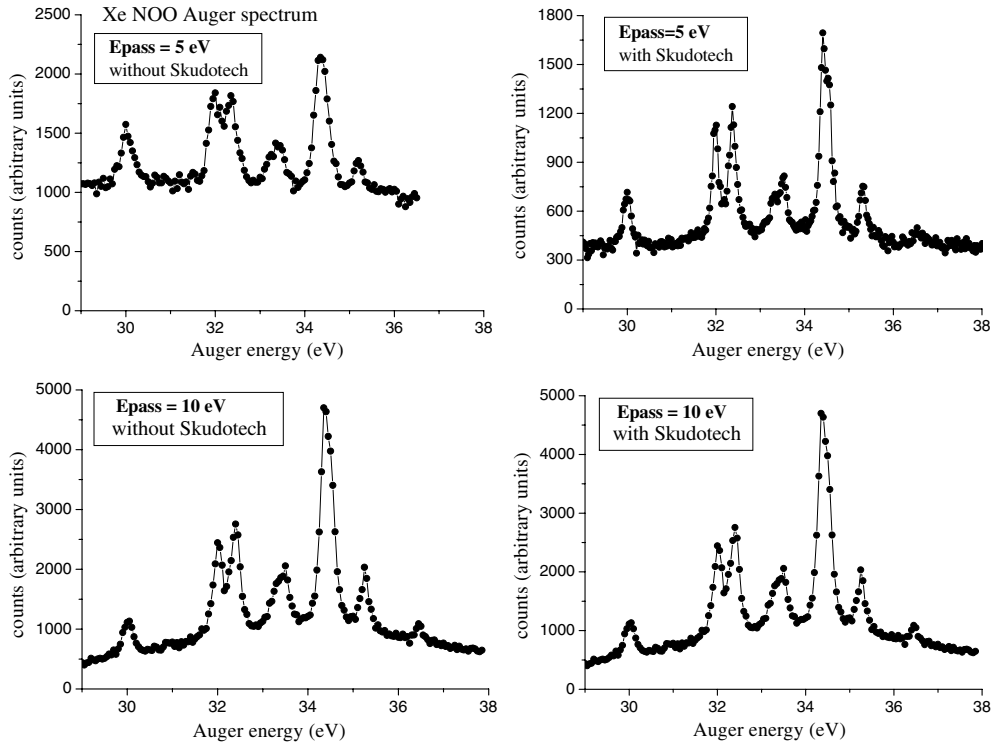 Xe NOO Auger spectrum
Epass = 5 eV
without Skudotech
counts (arbitrary units)
2500
2000
1500
1000
500
0
30 32 34 36 38
Auger energy (eV)
Epass=5 eV
with Skudotech
counts (arbitrary units)
1800
1500
1200
900
600
300
0
30 32 34 36 38
Auger energy (eV)
Epass = 10 eV
without Skudotech
counts (arbitrary units)
5000
4000
3000
2000
1000
0
30 32 34 36 38
Auger energy (eV)
Epass = 10 eV
with Skudotech
counts (arbitrary units)
5000
4000
3000
2000
1000
0
30 32 34 36 38
Auger energy (eV)